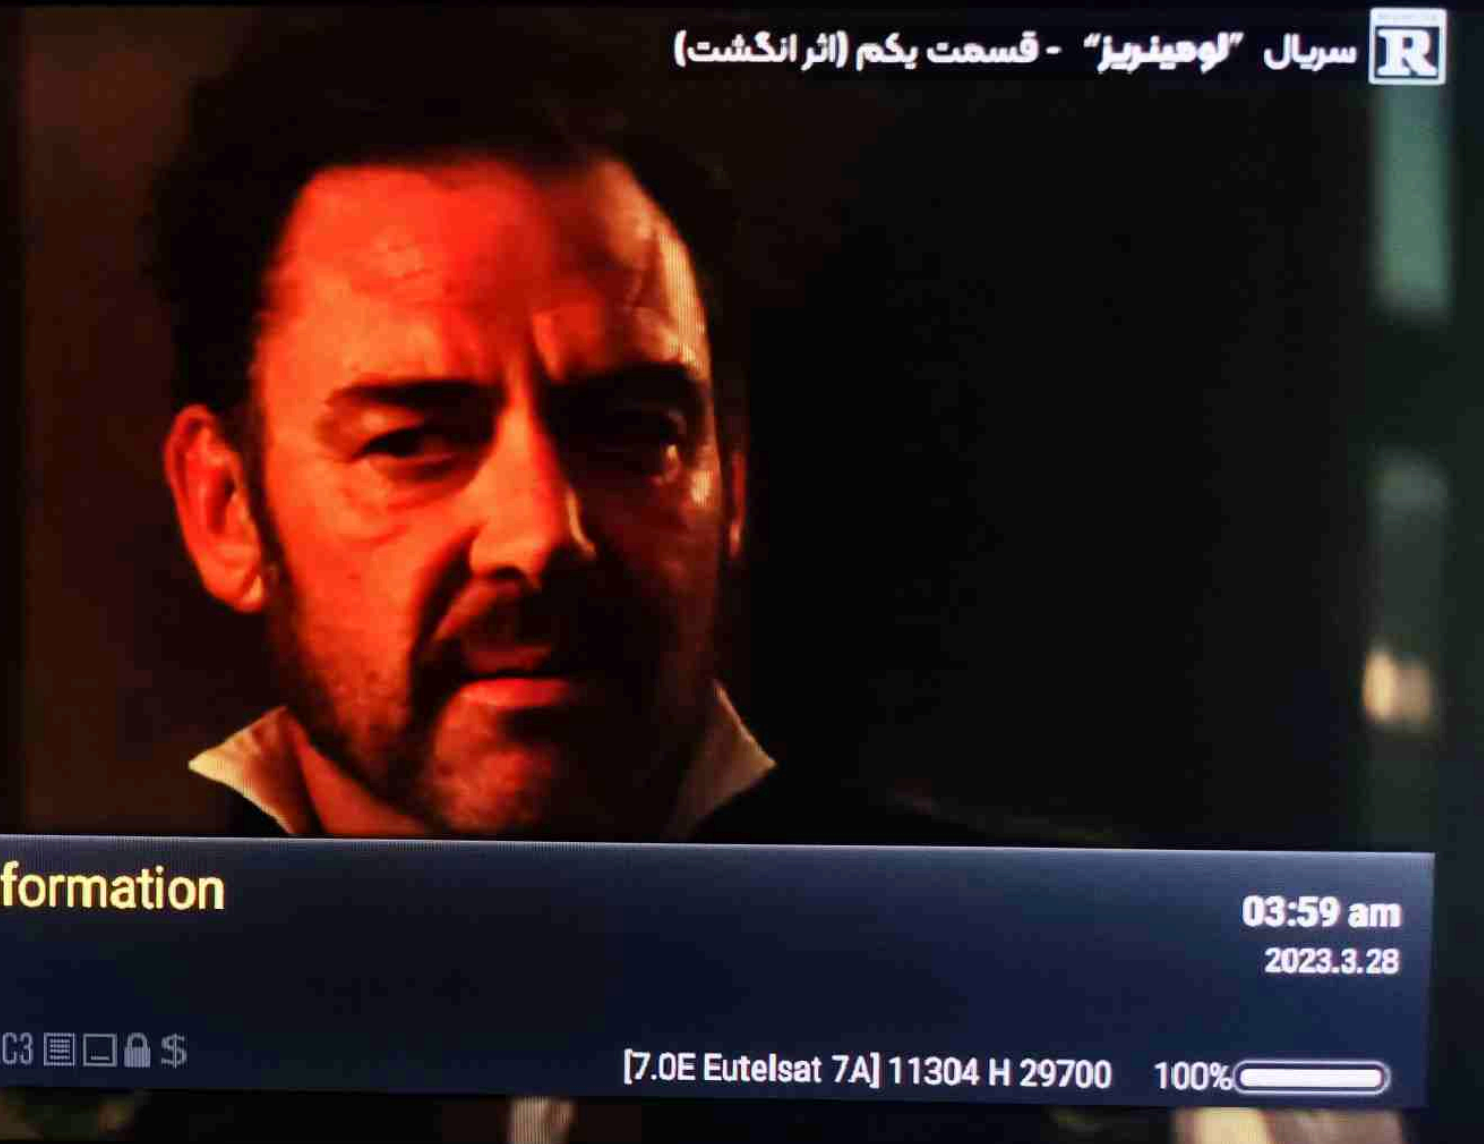 R
سریال "لومینریز" - قسمت یکم (اثر انگشت)
formation
03:59 am
2023.3.28
C3 $
[7.0E Eutelsat 7A] 11304 H 29700 100%